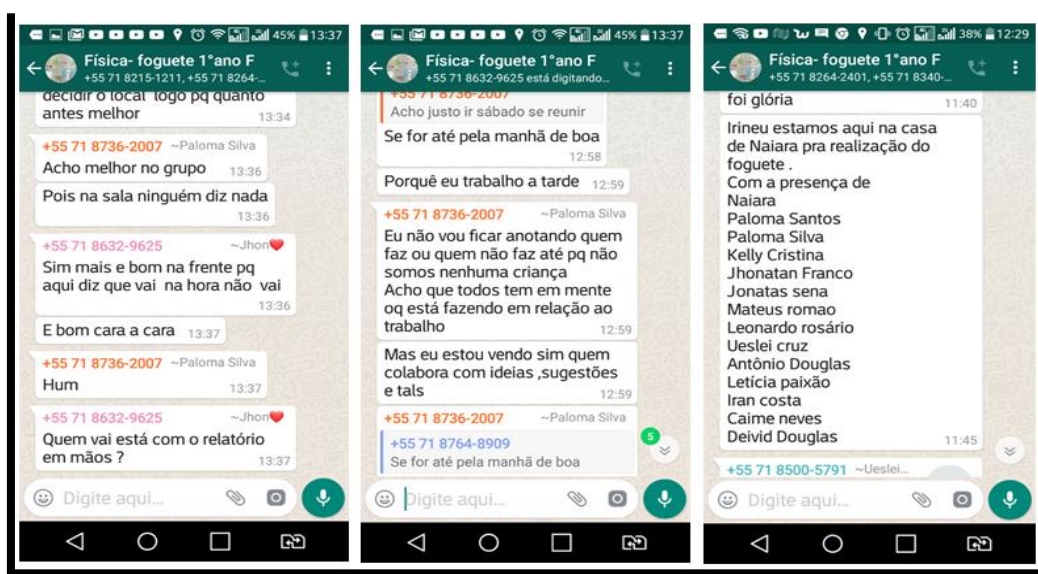 45% 13:37
Física- foguete 1°ano F
+55 71 8215-1211, +55 71 8264-...
decidir o local logo pq quanto
antes melhor 13:34
+55 71 8736-2007 ~Paloma Silva
Acho melhor no grupo 13:36
Pois na sala ninguém diz nada
13:36
+55 71 8632-9625 ~Jhon❤
Sim mais e bom na frente pq
aqui diz que vai na hora não vai
13:36
E bom cara a cara 13:37
+55 71 8736-2007 ~Paloma Silva
Hum 13:37
+55 71 8632-9625 ~Jhon❤
Quem vai está com o relatório
em mãos ? 13:37
Digite aqui...
45% 13:37
Física- foguete 1°ano F
+55 71 8632-9625 está digitando...
+55 71 8736-2007
Acho justo ir sábado se reunir
Se for até pela manhã de boa
12:58
Porquê eu trabalho a tarde 12:59
+55 71 8736-2007 ~Paloma Silva
Eu não vou ficar anotando quem
faz ou quem não faz até pq não
somos nenhuma criança
Acho que todos tem em mente
oq está fazendo em relação ao
trabalho 12:59
Mas eu estou vendo sim quem
colabora com ideias ,sugestões
e tals 12:59
+55 71 8736-2007 ~Paloma Silva
+55 71 8764-8909
Se for até pela manhã de boa
5
Digite aqui...
38% 12:29
Física- foguete 1°ano F
+55 71 8264-2401, +55 71 8340-...
foi glória 11:40
Irineu estamos aqui na casa
de Naiara pra realização do
foguete .
Com a presença de
Naiara
Paloma Santos
Paloma Silva
Kelly Cristina
Jhonatan Franco
Jonatas sena
Mateus romao
Leonardo rosário
Ueslei cruz
Antônio Douglas
Letícia paixão
Iran costa
Caime neves
Deivid Douglas 11:45
+55 71 8500-5791 ~Ueslei...
Digite aqui...